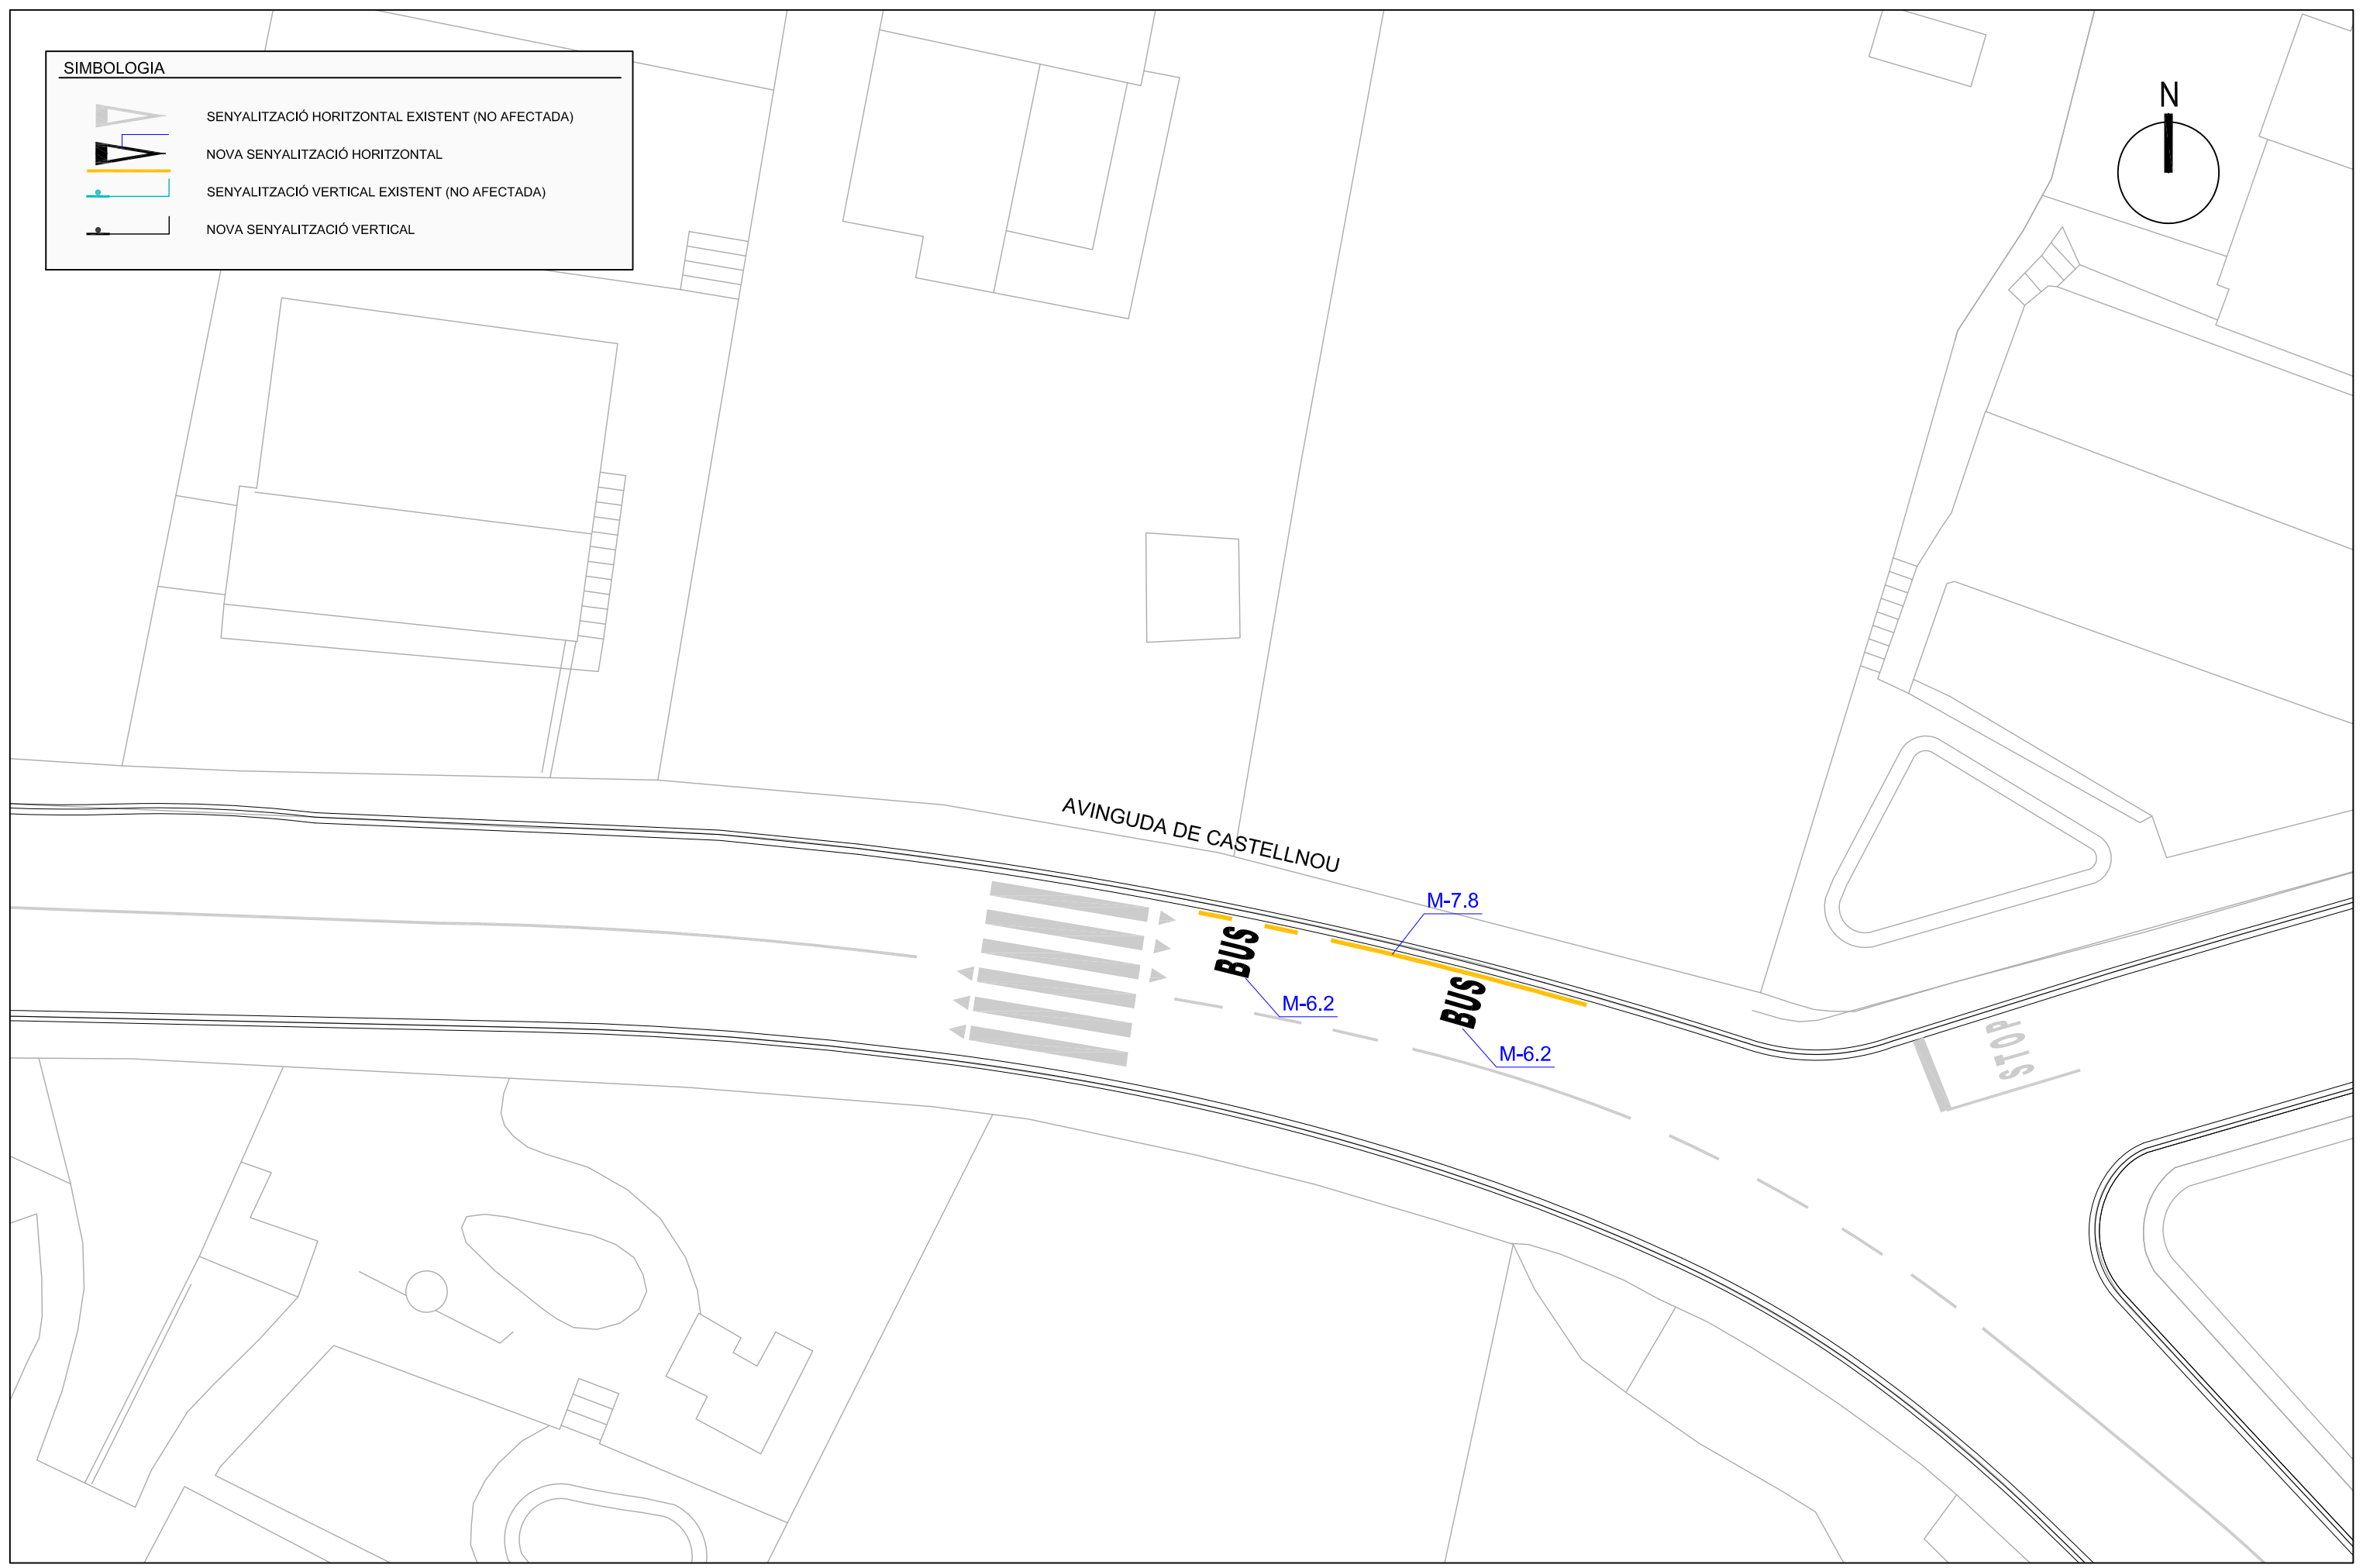 SIMBOLOGIA
SENYALITZACIÓ HORITZONTAL EXISTENT (NO AFECTADA)
NOVA SENYALITZACIÓ HORITZONTAL
SENYALITZACIÓ VERTICAL EXISTENT (NO AFECTADA)
NOVA SENYALITZACIÓ VERTICAL
N
AVINGUDA DE CASTELLNOU
M-7.8
BUS
M-6.2
BUS
M-6.2
STOP